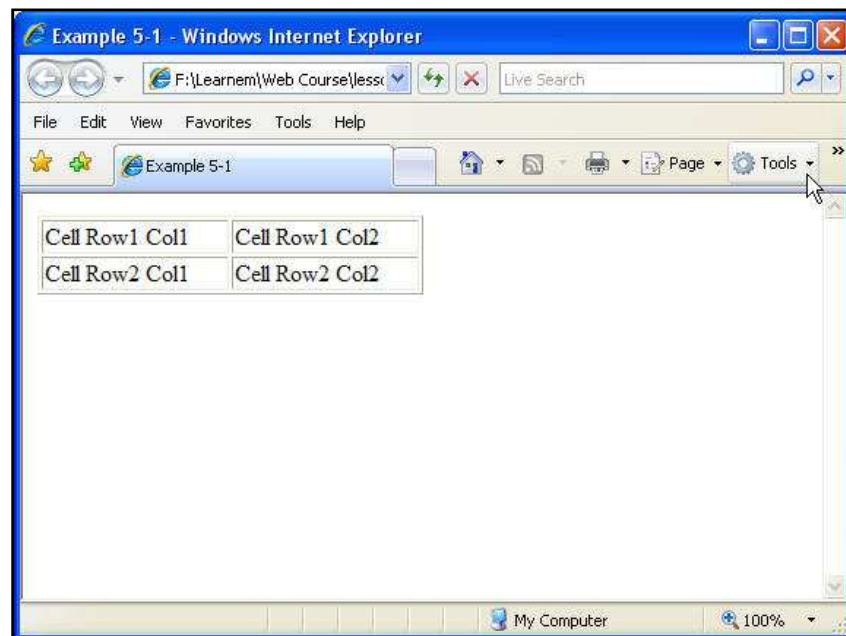 Example 5-1 - Windows Internet Explorer
F:\Learnem\Web Course\less Live Search
File Edit View Favorites Tools Help
Example 5-1 Page Tools »
Cell Row1 Col1 Cell Row1 Col2
Cell Row2 Col1 Cell Row2 Col2
My Computer 100%